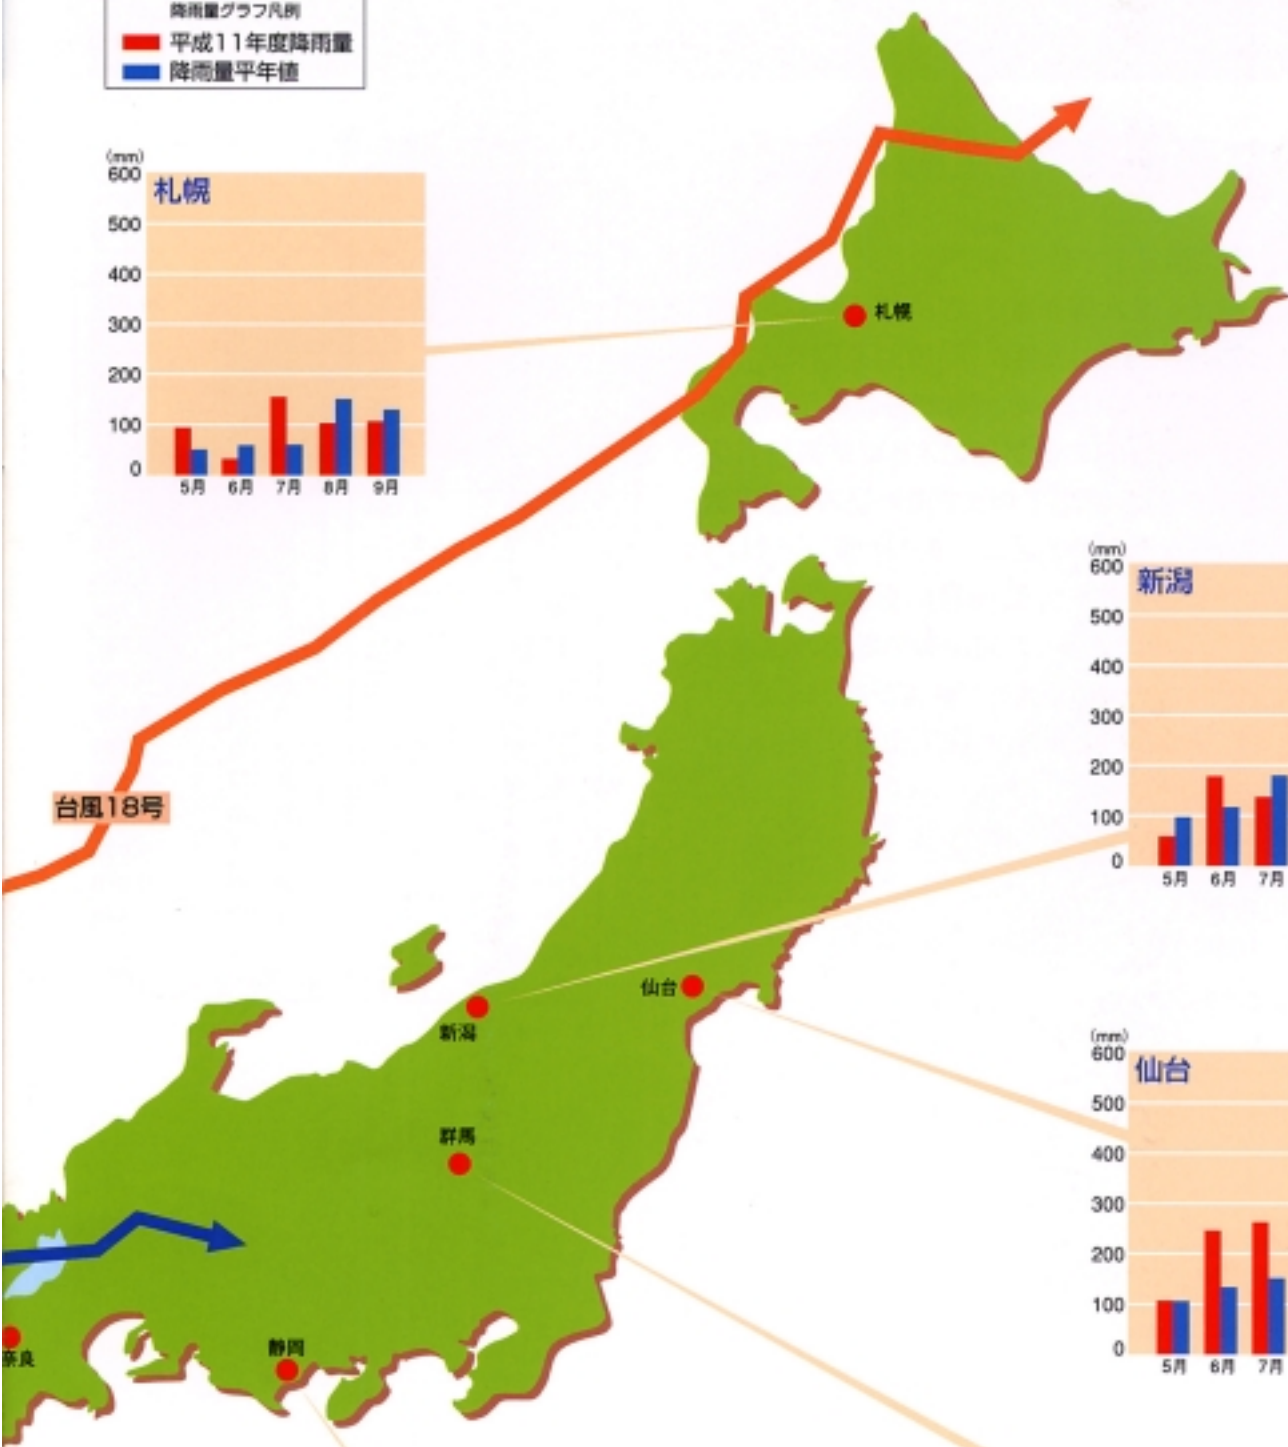 降雨量グラフ凡例
平成11年度降雨量
降雨量平年値
(mm)
600
札幌
500
400
300
200
100
0
5月 6月 7月 8月 9月
札幌
(mm)
600
新潟
500
400
300
200
100
0
5月 6月 7月
台風18号
仙台
新潟
(mm)
600
仙台
500
400
300
200
100
0
5月 6月 7月
群馬
静岡
奈良